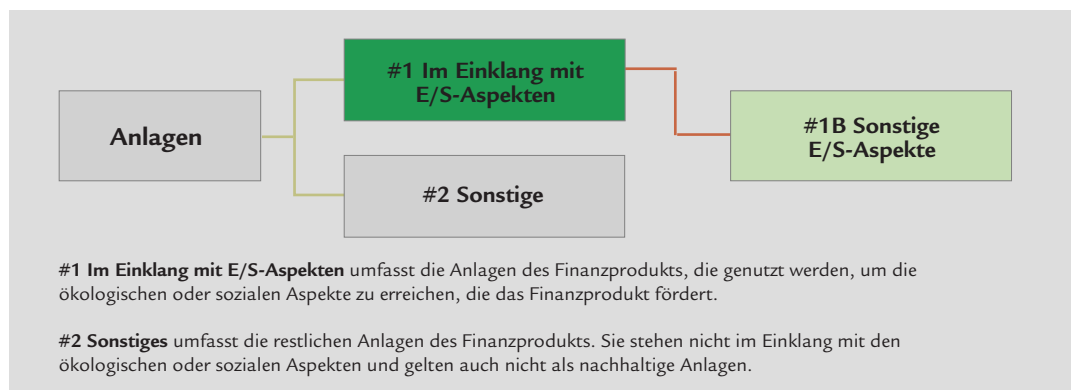 #1 Im Einklang mit
E/S-Aspekten
Anlagen
#1B Sonstige
E/S-Aspekte
#2 Sonstige
#1 Im Einklang mit E/S-Aspekten umfasst die Anlagen des Finanzprodukts, die genutzt werden, um die
ökologischen oder sozialen Aspekte zu erreichen, die das Finanzprodukt fördert.
#2 Sonstiges umfasst die restlichen Anlagen des Finanzprodukts. Sie stehen nicht im Einklang mit den
ökologischen oder sozialen Aspekten und gelten auch nicht als nachhaltige Anlagen.